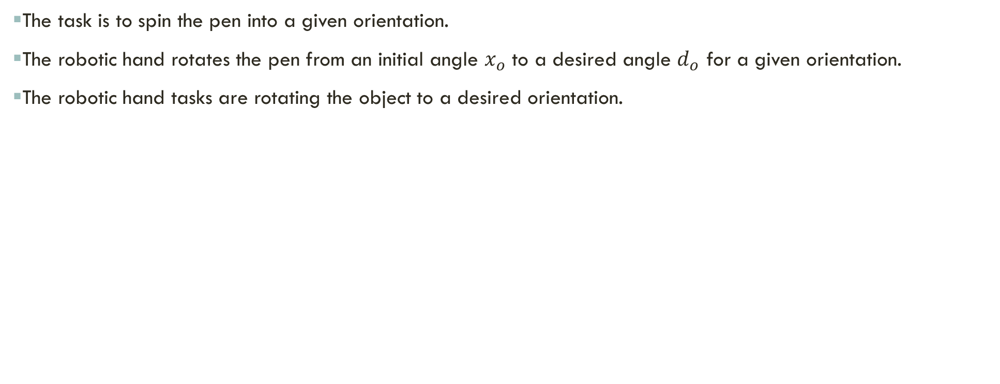 ▪The task is to spin the pen into a given orientation.
▪The robotic hand rotates the pen from an initial angle $x_o$ to a desired angle $d_o$ for a given orientation.
▪The robotic hand tasks are rotating the object to a desired orientation.